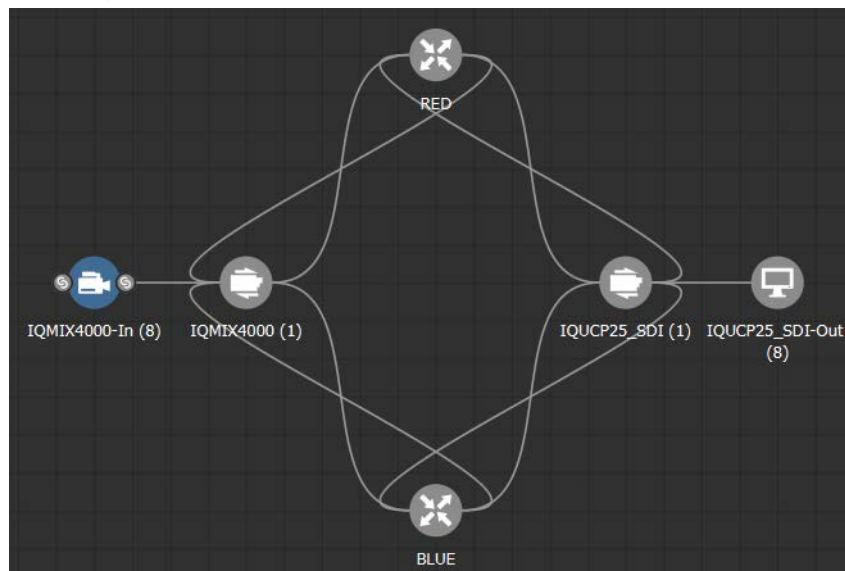 RED
IQMIX4000-In (8)
IQMIX4000 (1)
IQUCP25_SDI (1)
IQUCP25_SDI-Out
(8)
BLUE